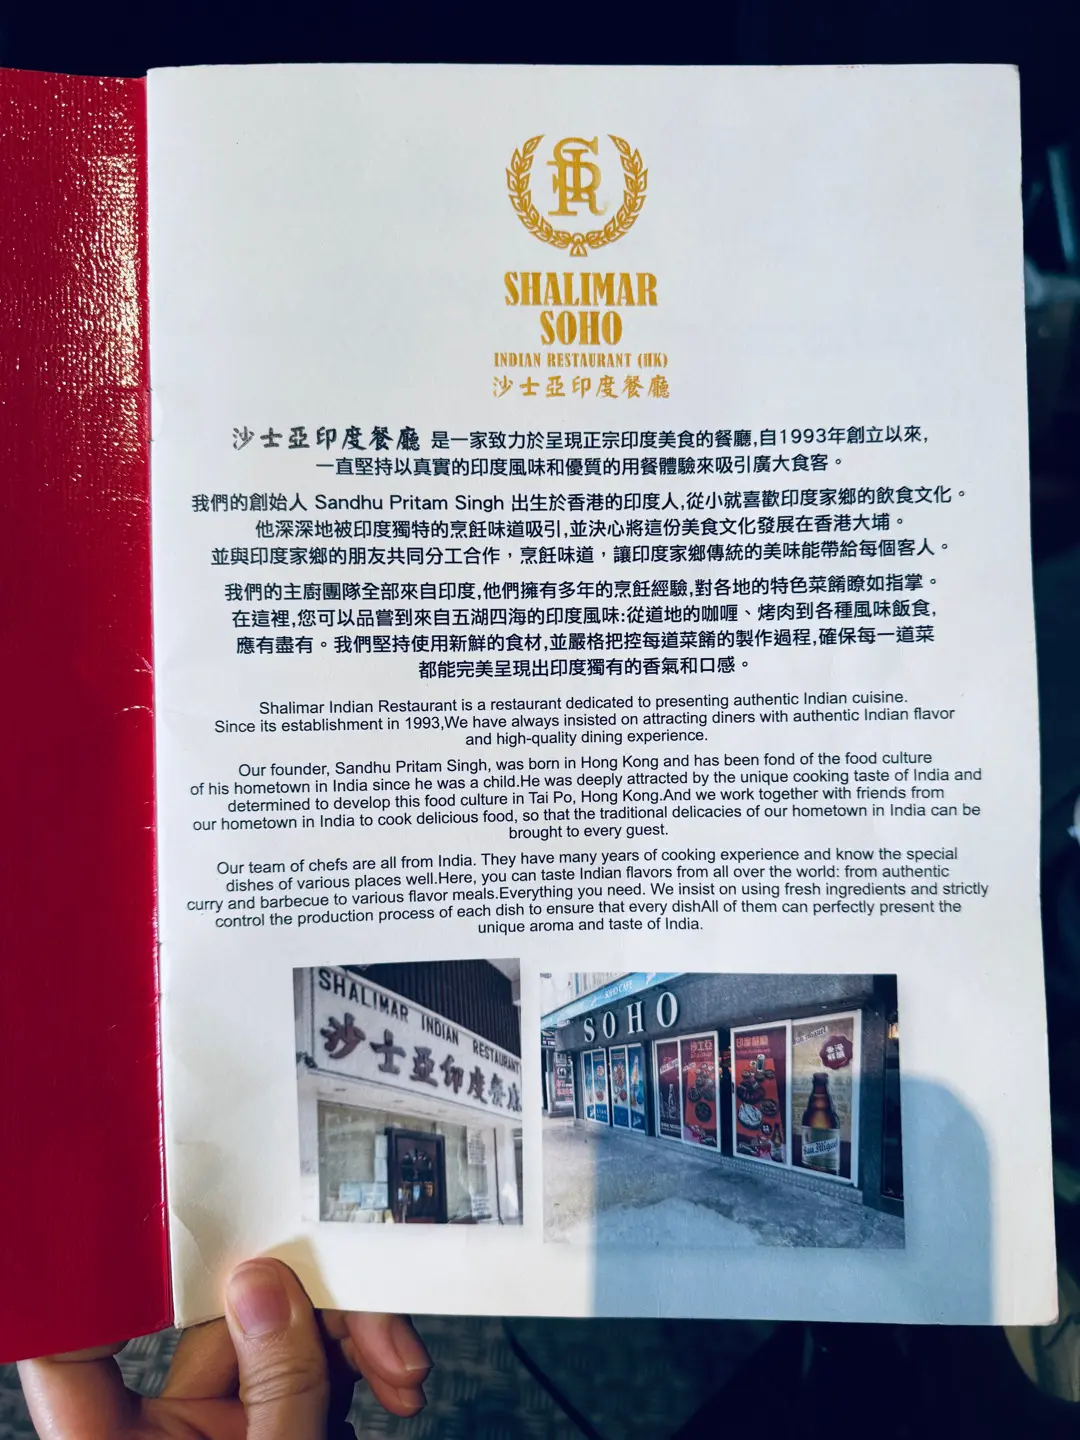 SIR
SHALIMAR
SOHO
INDIAN RESTAURANT (HK)
沙士亞印度餐廳
沙士亞印度餐廳 是一家致力於呈現正宗印度美食的餐廳,自1993年創立以來,
一直堅持以真實的印度風味和優質的用餐體驗來吸引廣大食客。
我們的創始人 Sandhu Pritam Singh 出生於香港的印度人,從小就喜歡印度家鄉的飲食文化。
他深深地被印度獨特的烹飪味道吸引,並決心將這份美食文化發展在香港大埔。
並與印度家鄉的朋友共同分工合作，烹飪味道，讓印度家鄉傳統的美味能帶給每個客人。
我們的主廚團隊全部來自印度,他們擁有多年的烹飪經驗,對各地的特色菜餚瞭如指掌。
在這裡,您可以品嘗到來自五湖四海的印度風味:從道地的咖喱、烤肉到各種風味飯食,
應有盡有。我們堅持使用新鮮的食材,並嚴格把控每道菜餚的製作過程,確保每一道菜
都能完美呈現出印度獨有的香氣和口感。
Shalimar Indian Restaurant is a restaurant dedicated to presenting authentic Indian cuisine.
Since its establishment in 1993,We have always insisted on attracting diners with authentic Indian flavor
and high-quality dining experience.
Our founder, Sandhu Pritam Singh, was born in Hong Kong and has been fond of the food culture
of his hometown in India since he was a child.He was deeply attracted by the unique cooking taste of India and
determined to develop this food culture in Tai Po, Hong Kong.And we work together with friends from
our hometown in India to cook delicious food, so that the traditional delicacies of our hometown in India can be
brought to every guest.
Our team of chefs are all from India. They have many years of cooking experience and know the special
dishes of various places well.Here, you can taste Indian flavors from all over the world: from authentic
curry and barbecue to various flavor meals.Everything you need. We insist on using fresh ingredients and strictly
control the production process of each dish to ensure that every dishAll of them can perfectly present the
unique aroma and taste of India.
SHALIMAR INDIAN RESTAURANT
沙士亞印度餐廳
SOHO CAFE
SOHO
沙士亞
印度餐廳
San Miguel
San Miguel